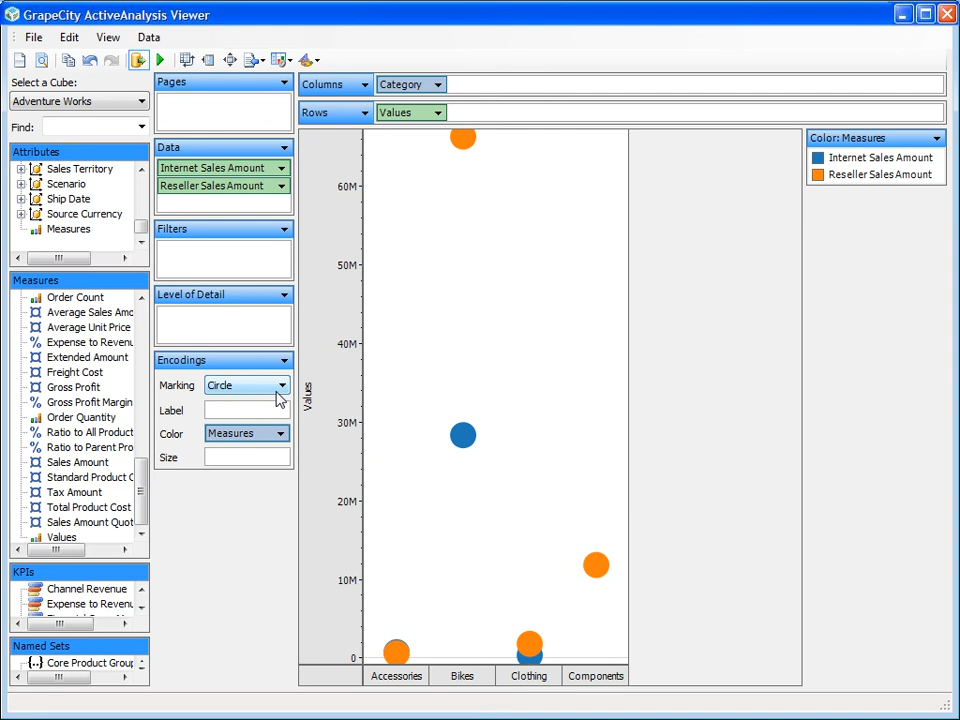 GrapeCity ActiveAnalysis Viewer
File Edit View Data
Select a Cube:
Adventure Works
Find:
Attributes
Sales Territory
Scenario
Ship Date
Source Currency
Measures
Measures
Order Count
Average Sales Amo
Average Unit Price
Expense to Revenu
Extended Amount
Freight Cost
Gross Profit
Gross Profit Margin
Order Quantity
Ratio to All Product
Ratio to Parent Pro
Sales Amount
Standard Product C
Tax Amount
Total Product Cost
Sales Amount Quot
Values
KPIs
Channel Revenue
Expense to Revenu
Named Sets
Core Product Group
Pages
Data
Internet Sales Amount
Reseller Sales Amount
Filters
Level of Detail
Encodings
Marking Circle
Label
Color Measures
Size
Columns Category
Rows Values
Values
60M
50M
40M
30M
20M
10M
0
Accessories Bikes Clothing Components
Color: Measures
Internet Sales Amount
Reseller Sales Amount